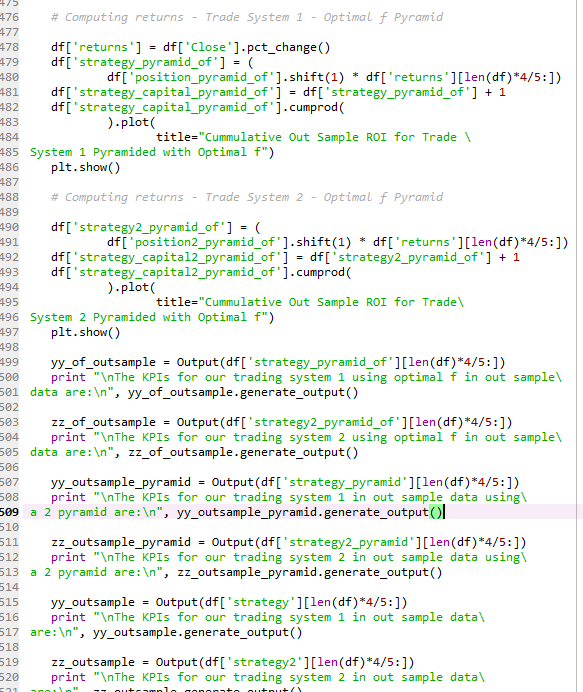 475
476 # Computing returns - Trade System 1 - Optimal f Pyramid
477
478 df['returns'] = df['Close'].pct_change()
479 df['strategy_pyramid_of'] = (
480 df['position_pyramid_of'].shift(1) * df['returns'][len(df)*4/5:])
481 df['strategy_capital_pyramid_of'] = df['strategy_pyramid_of'] + 1
482 df['strategy_capital_pyramid_of'].cumprod(
483 ).plot(
484 title="Cummulative Out Sample ROI for Trade \
485 System 1 Pyramided with Optimal f")
486 plt.show()
487
488 # Computing returns - Trade System 2 - Optimal f Pyramid
489
490 df['strategy2_pyramid_of'] = (
491 df['position2_pyramid_of'].shift(1) * df['returns'][len(df)*4/5:])
492 df['strategy_capital2_pyramid_of'] = df['strategy2_pyramid_of'] + 1
493 df['strategy_capital2_pyramid_of'].cumprod(
494 ).plot(
495 title="Cummulative Out Sample ROI for Trade\
496 System 2 Pyramided with Optimal f")
497 plt.show()
498
499 yy_of_outsample = Output(df['strategy_pyramid_of'][len(df)*4/5:])
500 print "\nThe KPIs for our trading system 1 using optimal f in out sample\
501 data are:\n", yy_of_outsample.generate_output()
502
503 zz_of_outsample = Output(df['strategy2_pyramid_of'][len(df)*4/5:])
504 print "\nThe KPIs for our trading system 2 using optimal f in out sample\
505 data are:\n", zz_of_outsample.generate_output()
506
507 yy_outsample_pyramid = Output(df['strategy_pyramid'][len(df)*4/5:])
508 print "\nThe KPIs for our trading system 1 in out sample data using\
509 a 2 pyramid are:\n", yy_outsample_pyramid.generate_output()
510
511 zz_outsample_pyramid = Output(df['strategy2_pyramid'][len(df)*4/5:])
512 print "\nThe KPIs for our trading system 2 in out sample data using\
513 a 2 pyramid are:\n", zz_outsample_pyramid.generate_output()
514
515 yy_outsample = Output(df['strategy'][len(df)*4/5:])
516 print "\nThe KPIs for our trading system 1 in out sample data\
517 are:\n", yy_outsample.generate_output()
518
519 zz_outsample = Output(df['strategy2'][len(df)*4/5:])
520 print "\nThe KPIs for our trading system 2 in out sample data\
521 are:\n", zz_outsample.generate_output()